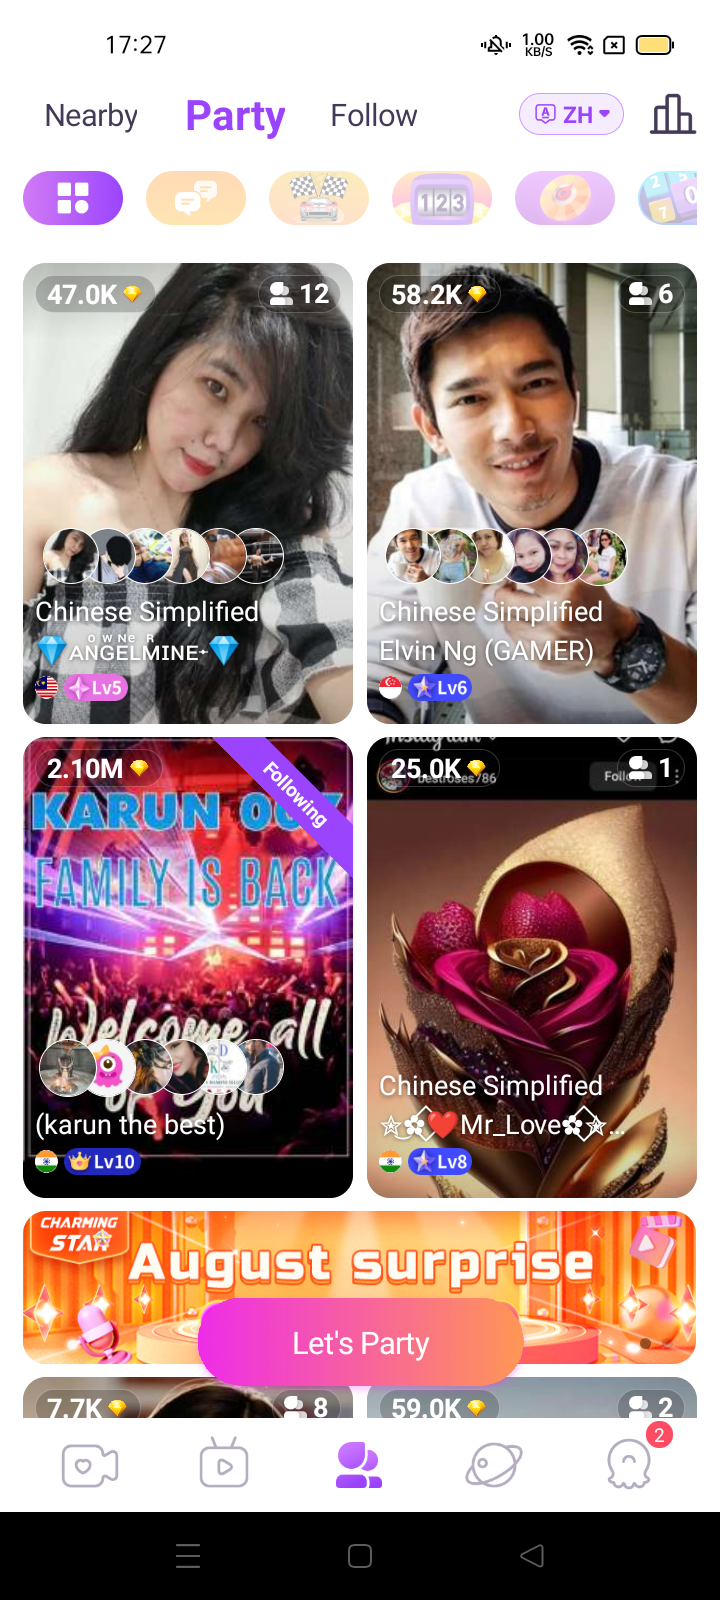 17:27
1.00
KB/S
Nearby
Party
Follow
ZH
123
47.0K
12
Chinese Simplified
oWNeR
ANGELMINE
Lv5
58.2K
6
Chinese Simplified
Elvin Ng (GAMER)
Lv6
2.10M
Following
KARUN
FAMILY IS BACK
Welcome all
(karun the best)
Lv10
25.0K
1
bestroses786
Chinese Simplified
Mr_Love...
Lv8
CHARMING
STAR
August surprise
Let's Party
7.7K
8
59.0K
2
2